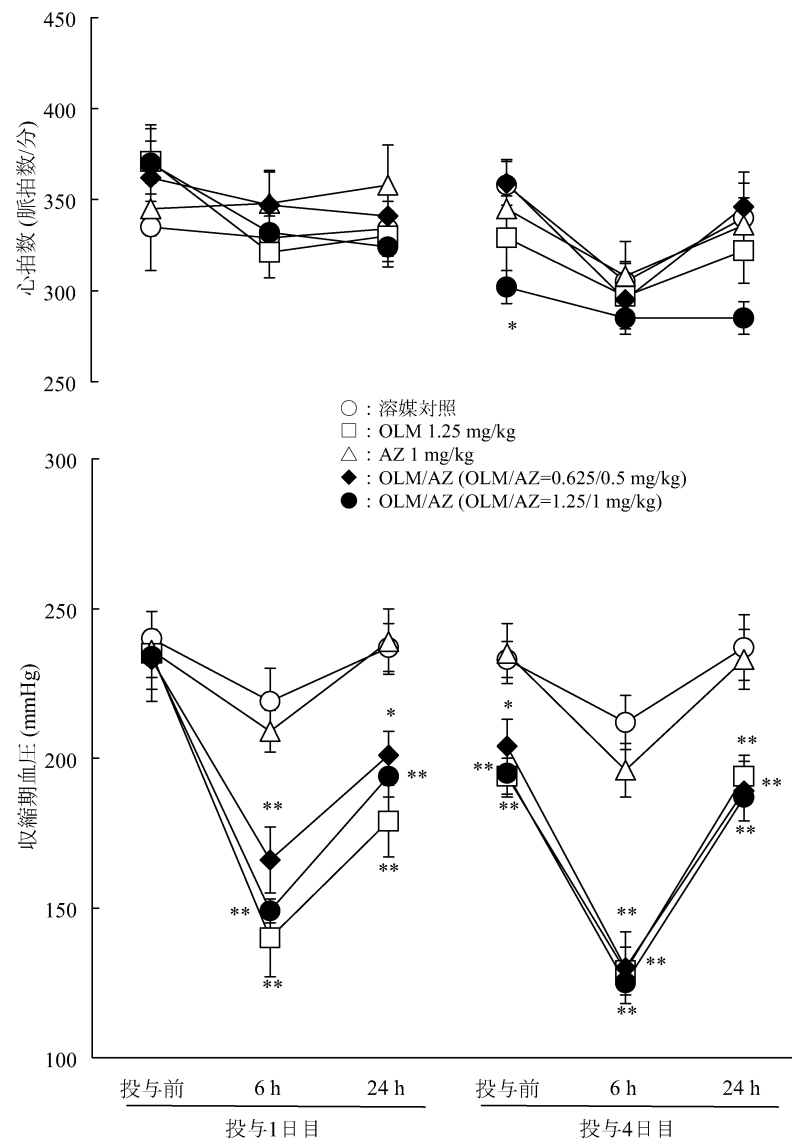 450
400
350
300
250
心拍数 (脈拍数/分)
*
○ : 溶媒対照
□ : OLM 1.25 mg/kg
△ : AZ 1 mg/kg
◆ : OLM/AZ (OLM/AZ=0.625/0.5 mg/kg)
● : OLM/AZ (OLM/AZ=1.25/1 mg/kg)
300
250
200
150
100
収縮期血圧 (mmHg)
*
**
**
**
**
**
*
**
**
**
**
**
**
**
**
投与前 6 h 24 h 投与前 6 h 24 h
投与1日目 投与4日目